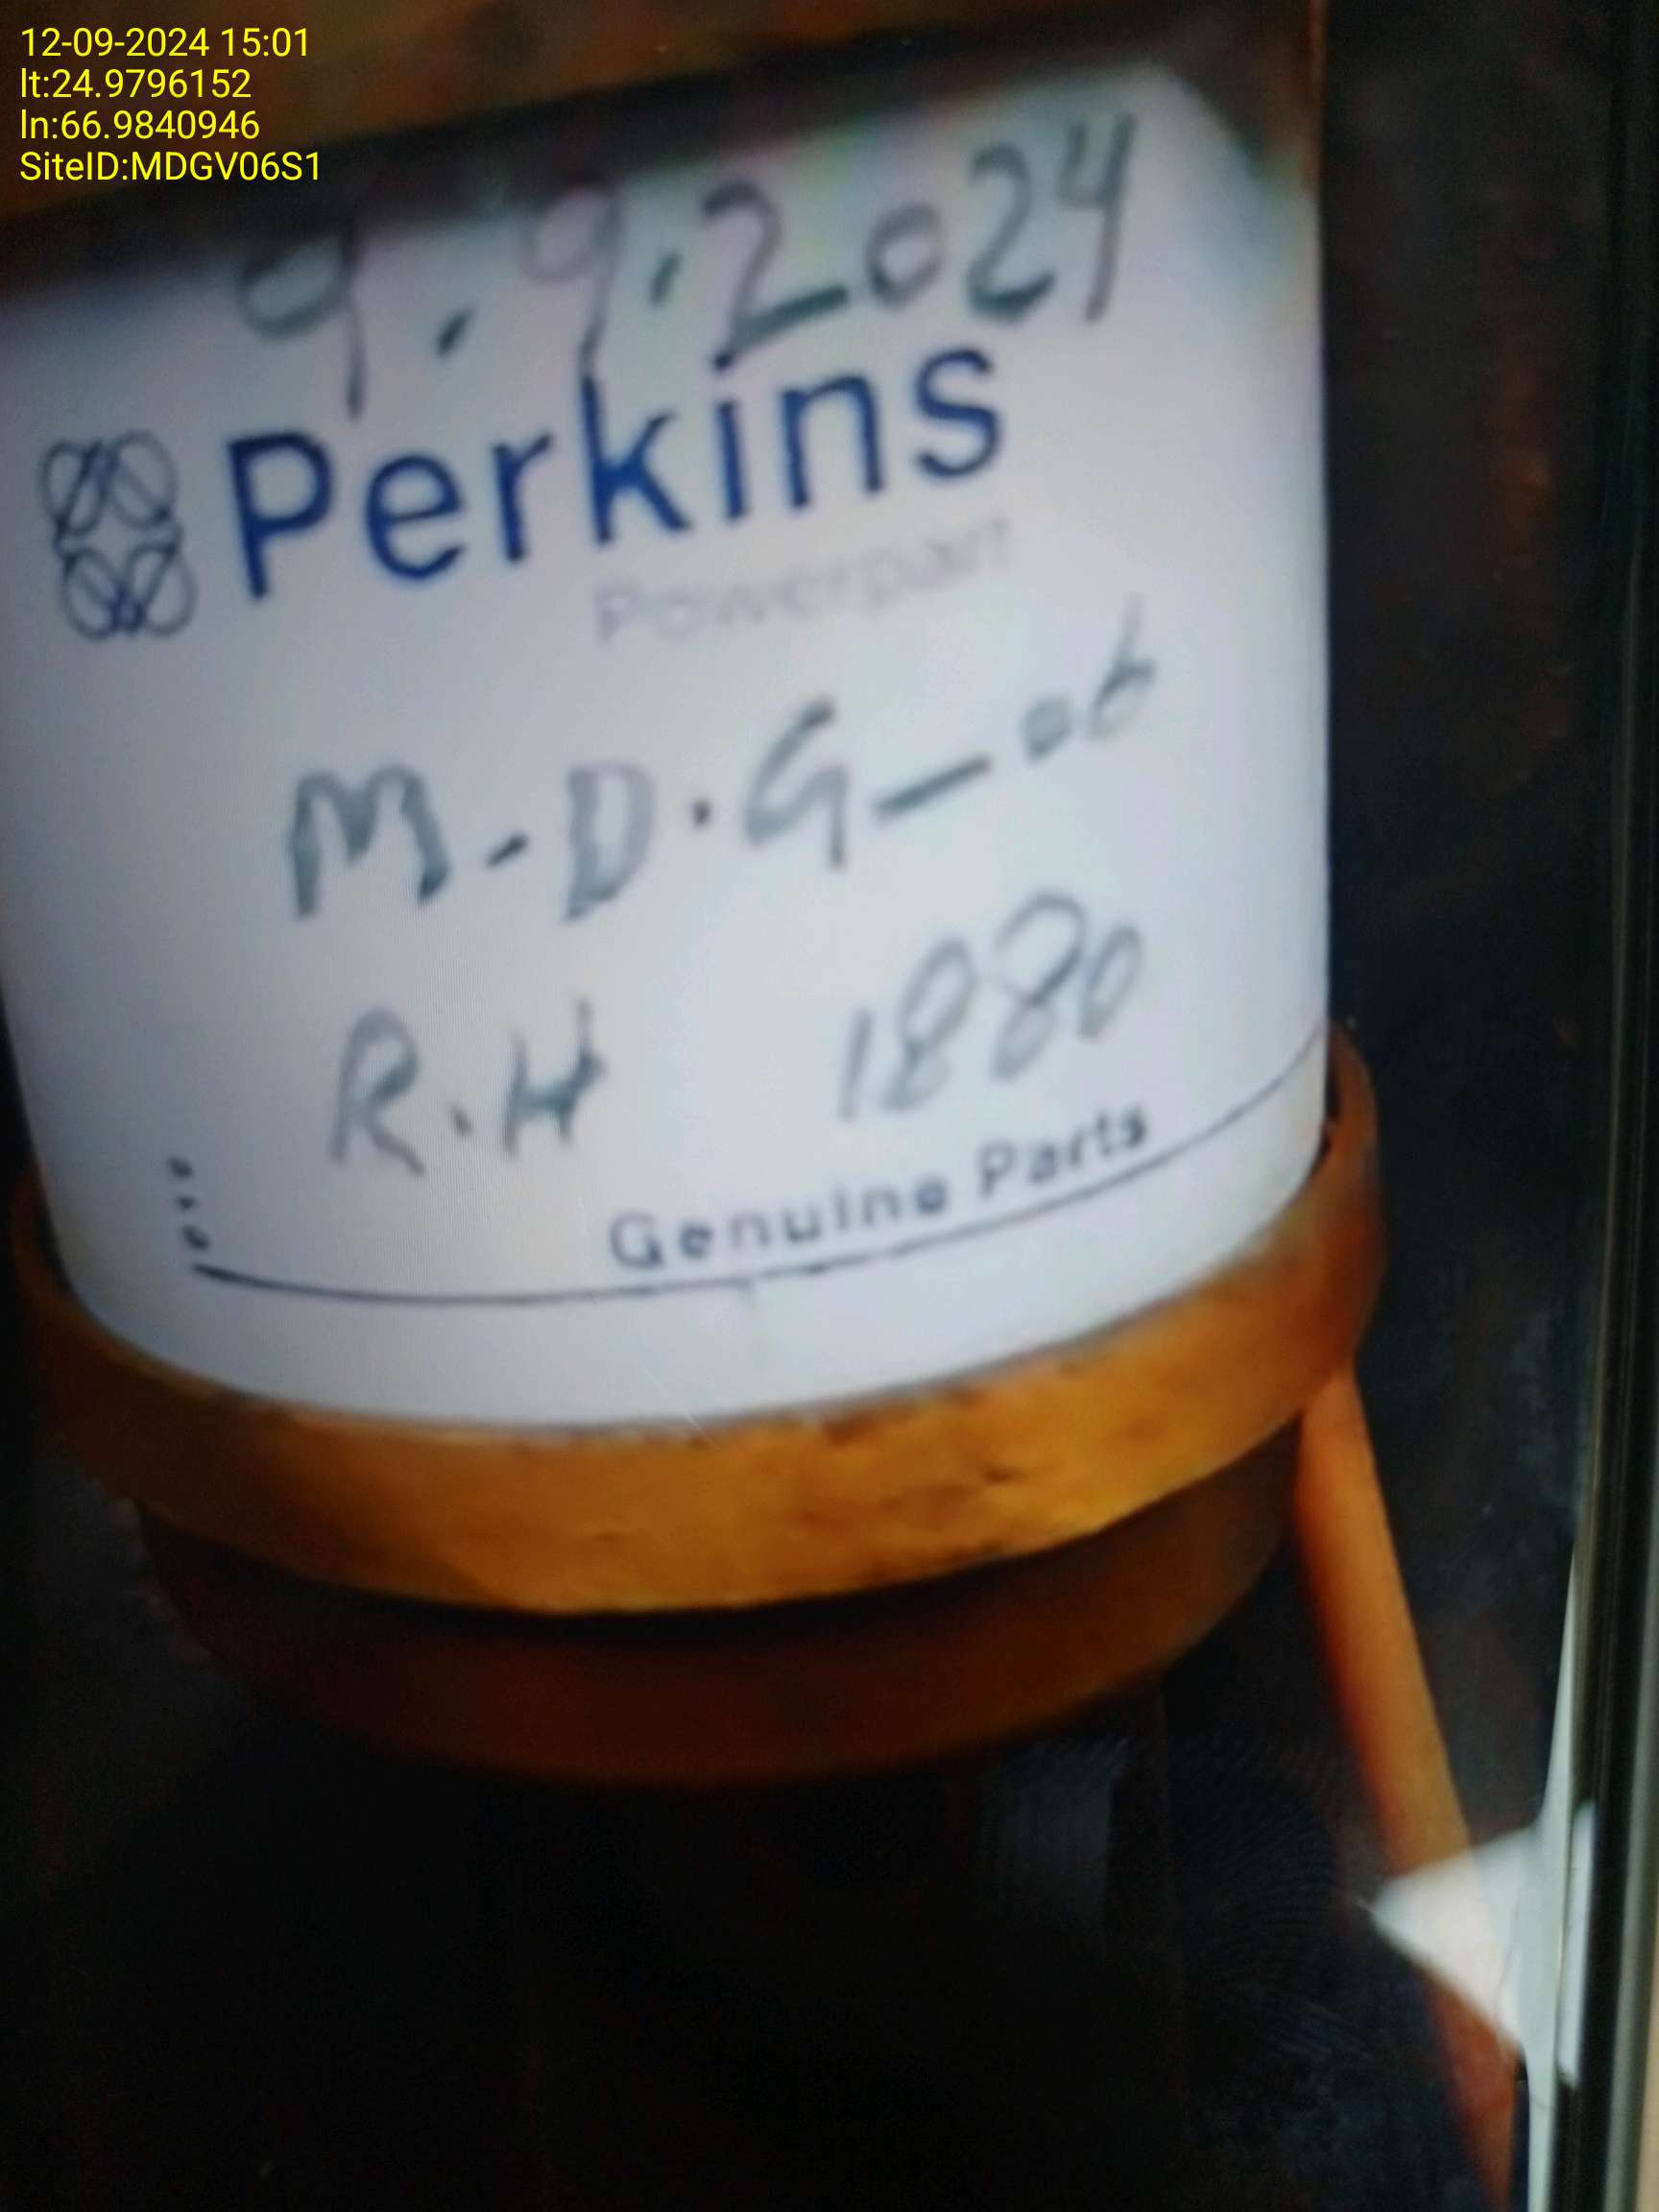 12-09-2024 15:01
lt:24.9796152
ln:66.9840946
SiteID:MDGV06S1
9.9.2024
Perkins
Powerpart
M-D.G-06
R.H 1880
Genuine Parts